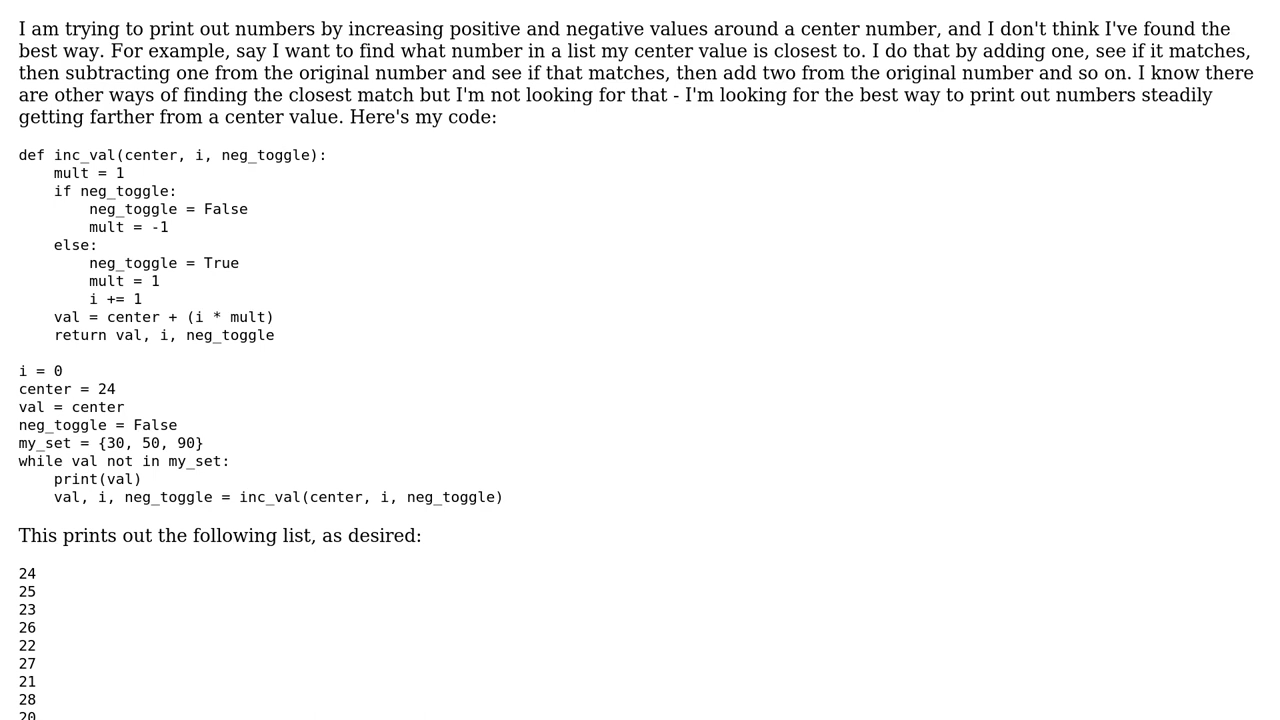 I am trying to print out numbers by increasing positive and negative values around a center number, and I don't think I've found the
best way. For example, say I want to find what number in a list my center value is closest to. I do that by adding one, see if it matches,
then subtracting one from the original number and see if that matches, then add two from the original number and so on. I know there
are other ways of finding the closest match but I'm not looking for that - I'm looking for the best way to print out numbers steadily
getting farther from a center value. Here's my code:
def inc_val(center, i, neg_toggle):
    mult = 1
    if neg_toggle:
        neg_toggle = False
        mult = -1
    else:
        neg_toggle = True
        mult = 1
        i += 1
    val = center + (i * mult)
    return val, i, neg_toggle

i = 0
center = 24
val = center
neg_toggle = False
my_set = {30, 50, 90}
while val not in my_set:
    print(val)
    val, i, neg_toggle = inc_val(center, i, neg_toggle)
This prints out the following list, as desired:
24
25
23
26
22
27
21
28
20